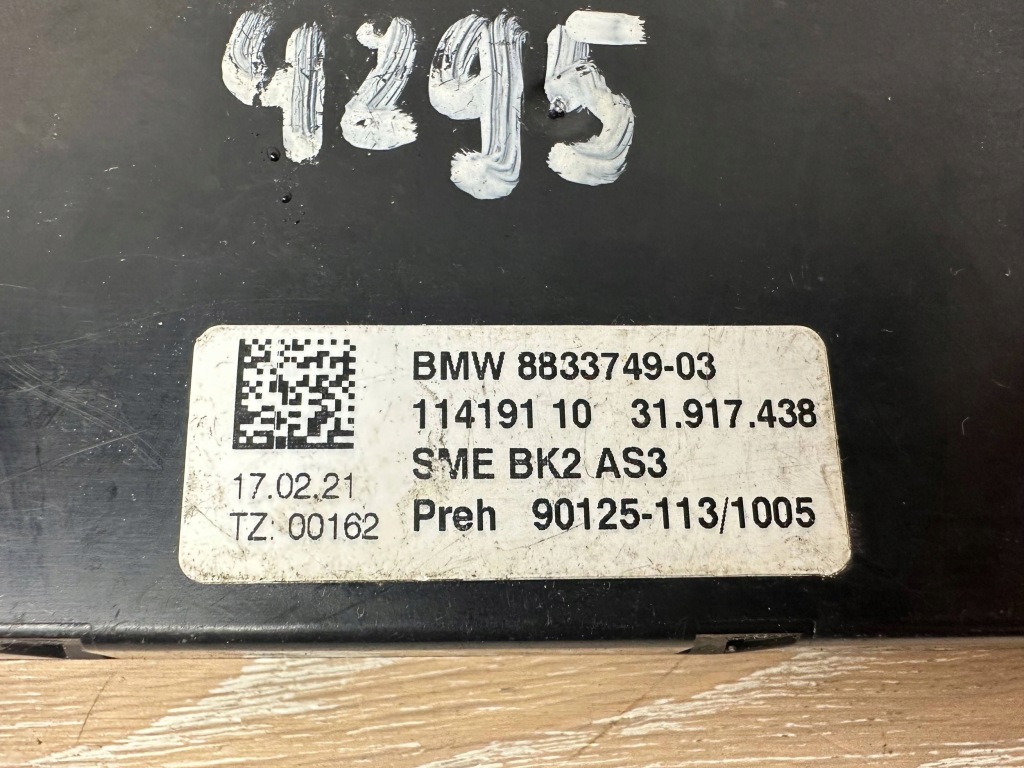 4295
BMW 8833749-03
114191 10 31.917.438
SME BK2 AS3
Preh 90125-113/1005
17.02.21
TZ: 00162